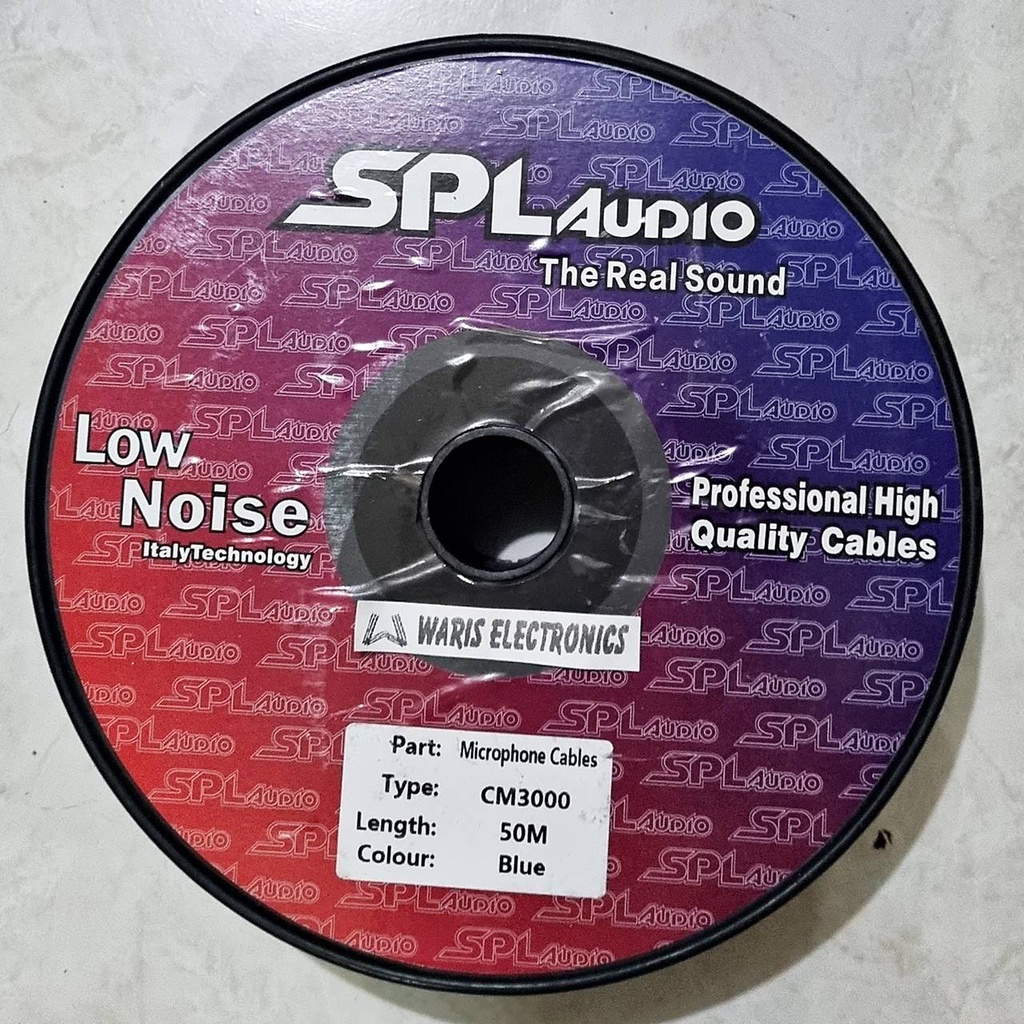 SPL AUDIO
The Real Sound
Low
Noise
ItalyTechnology
Professional High
Quality Cables
WARIS ELECTRONICS
Part: Microphone Cables
Type: CM3000
Length: 50M
Colour: Blue